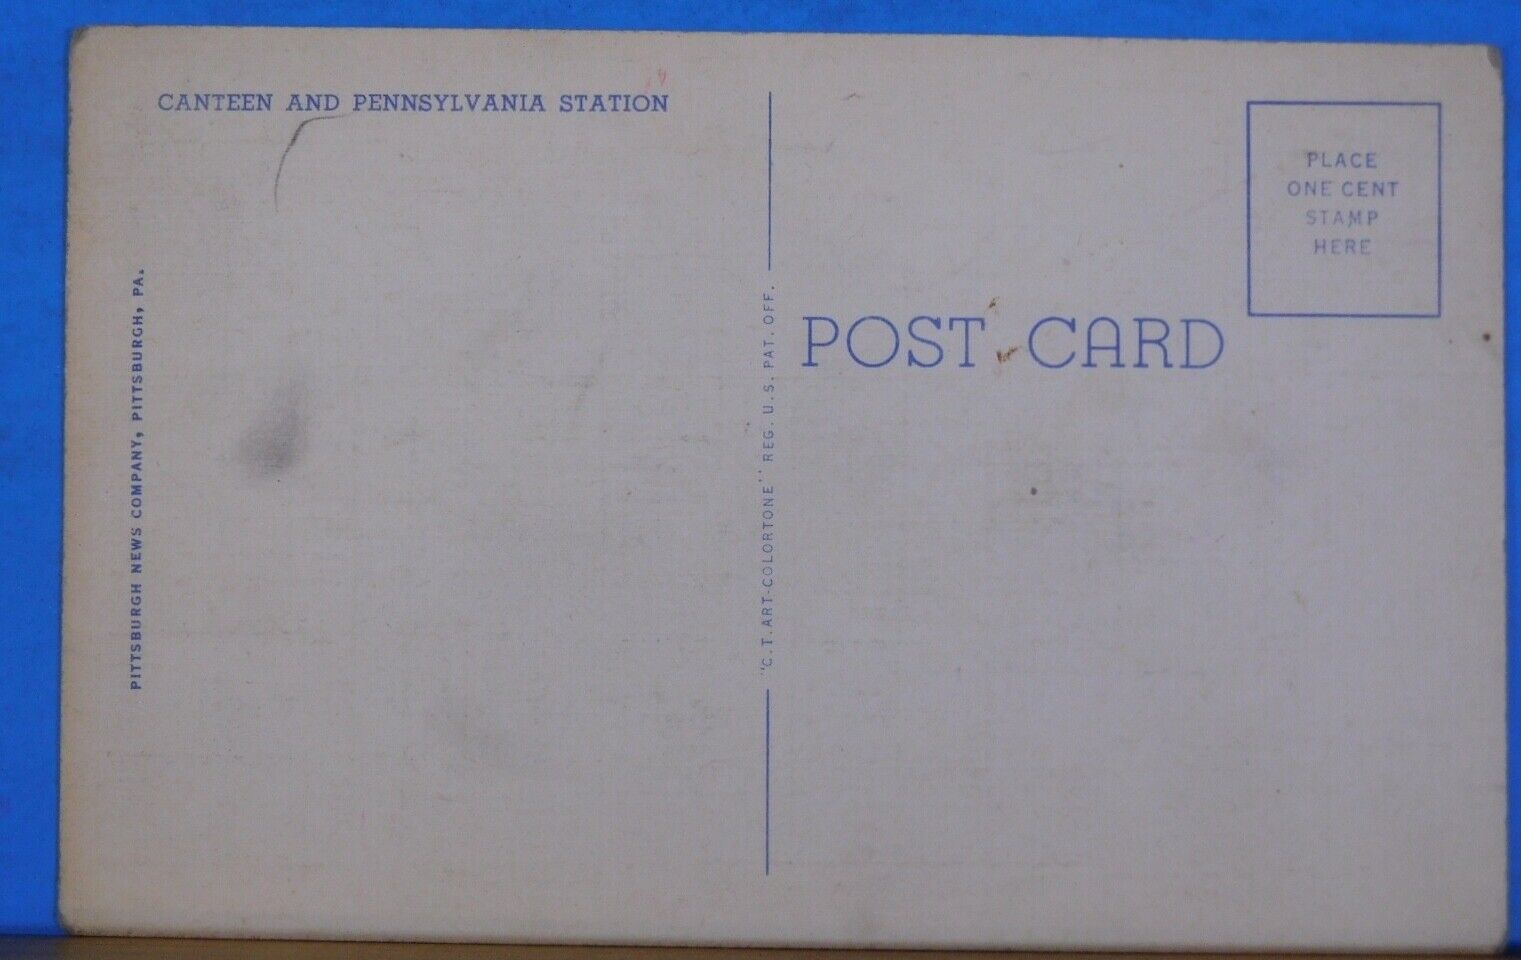 CANTEEN AND PENNSYLVANIA STATION
PITTSBURGH NEWS COMPANY, PITTSBURGH, PA.
"C.T. ART-COLORTONE" REG. U.S. PAT. OFF.
POST CARD
PLACE
ONE CENT
STAMP
HERE